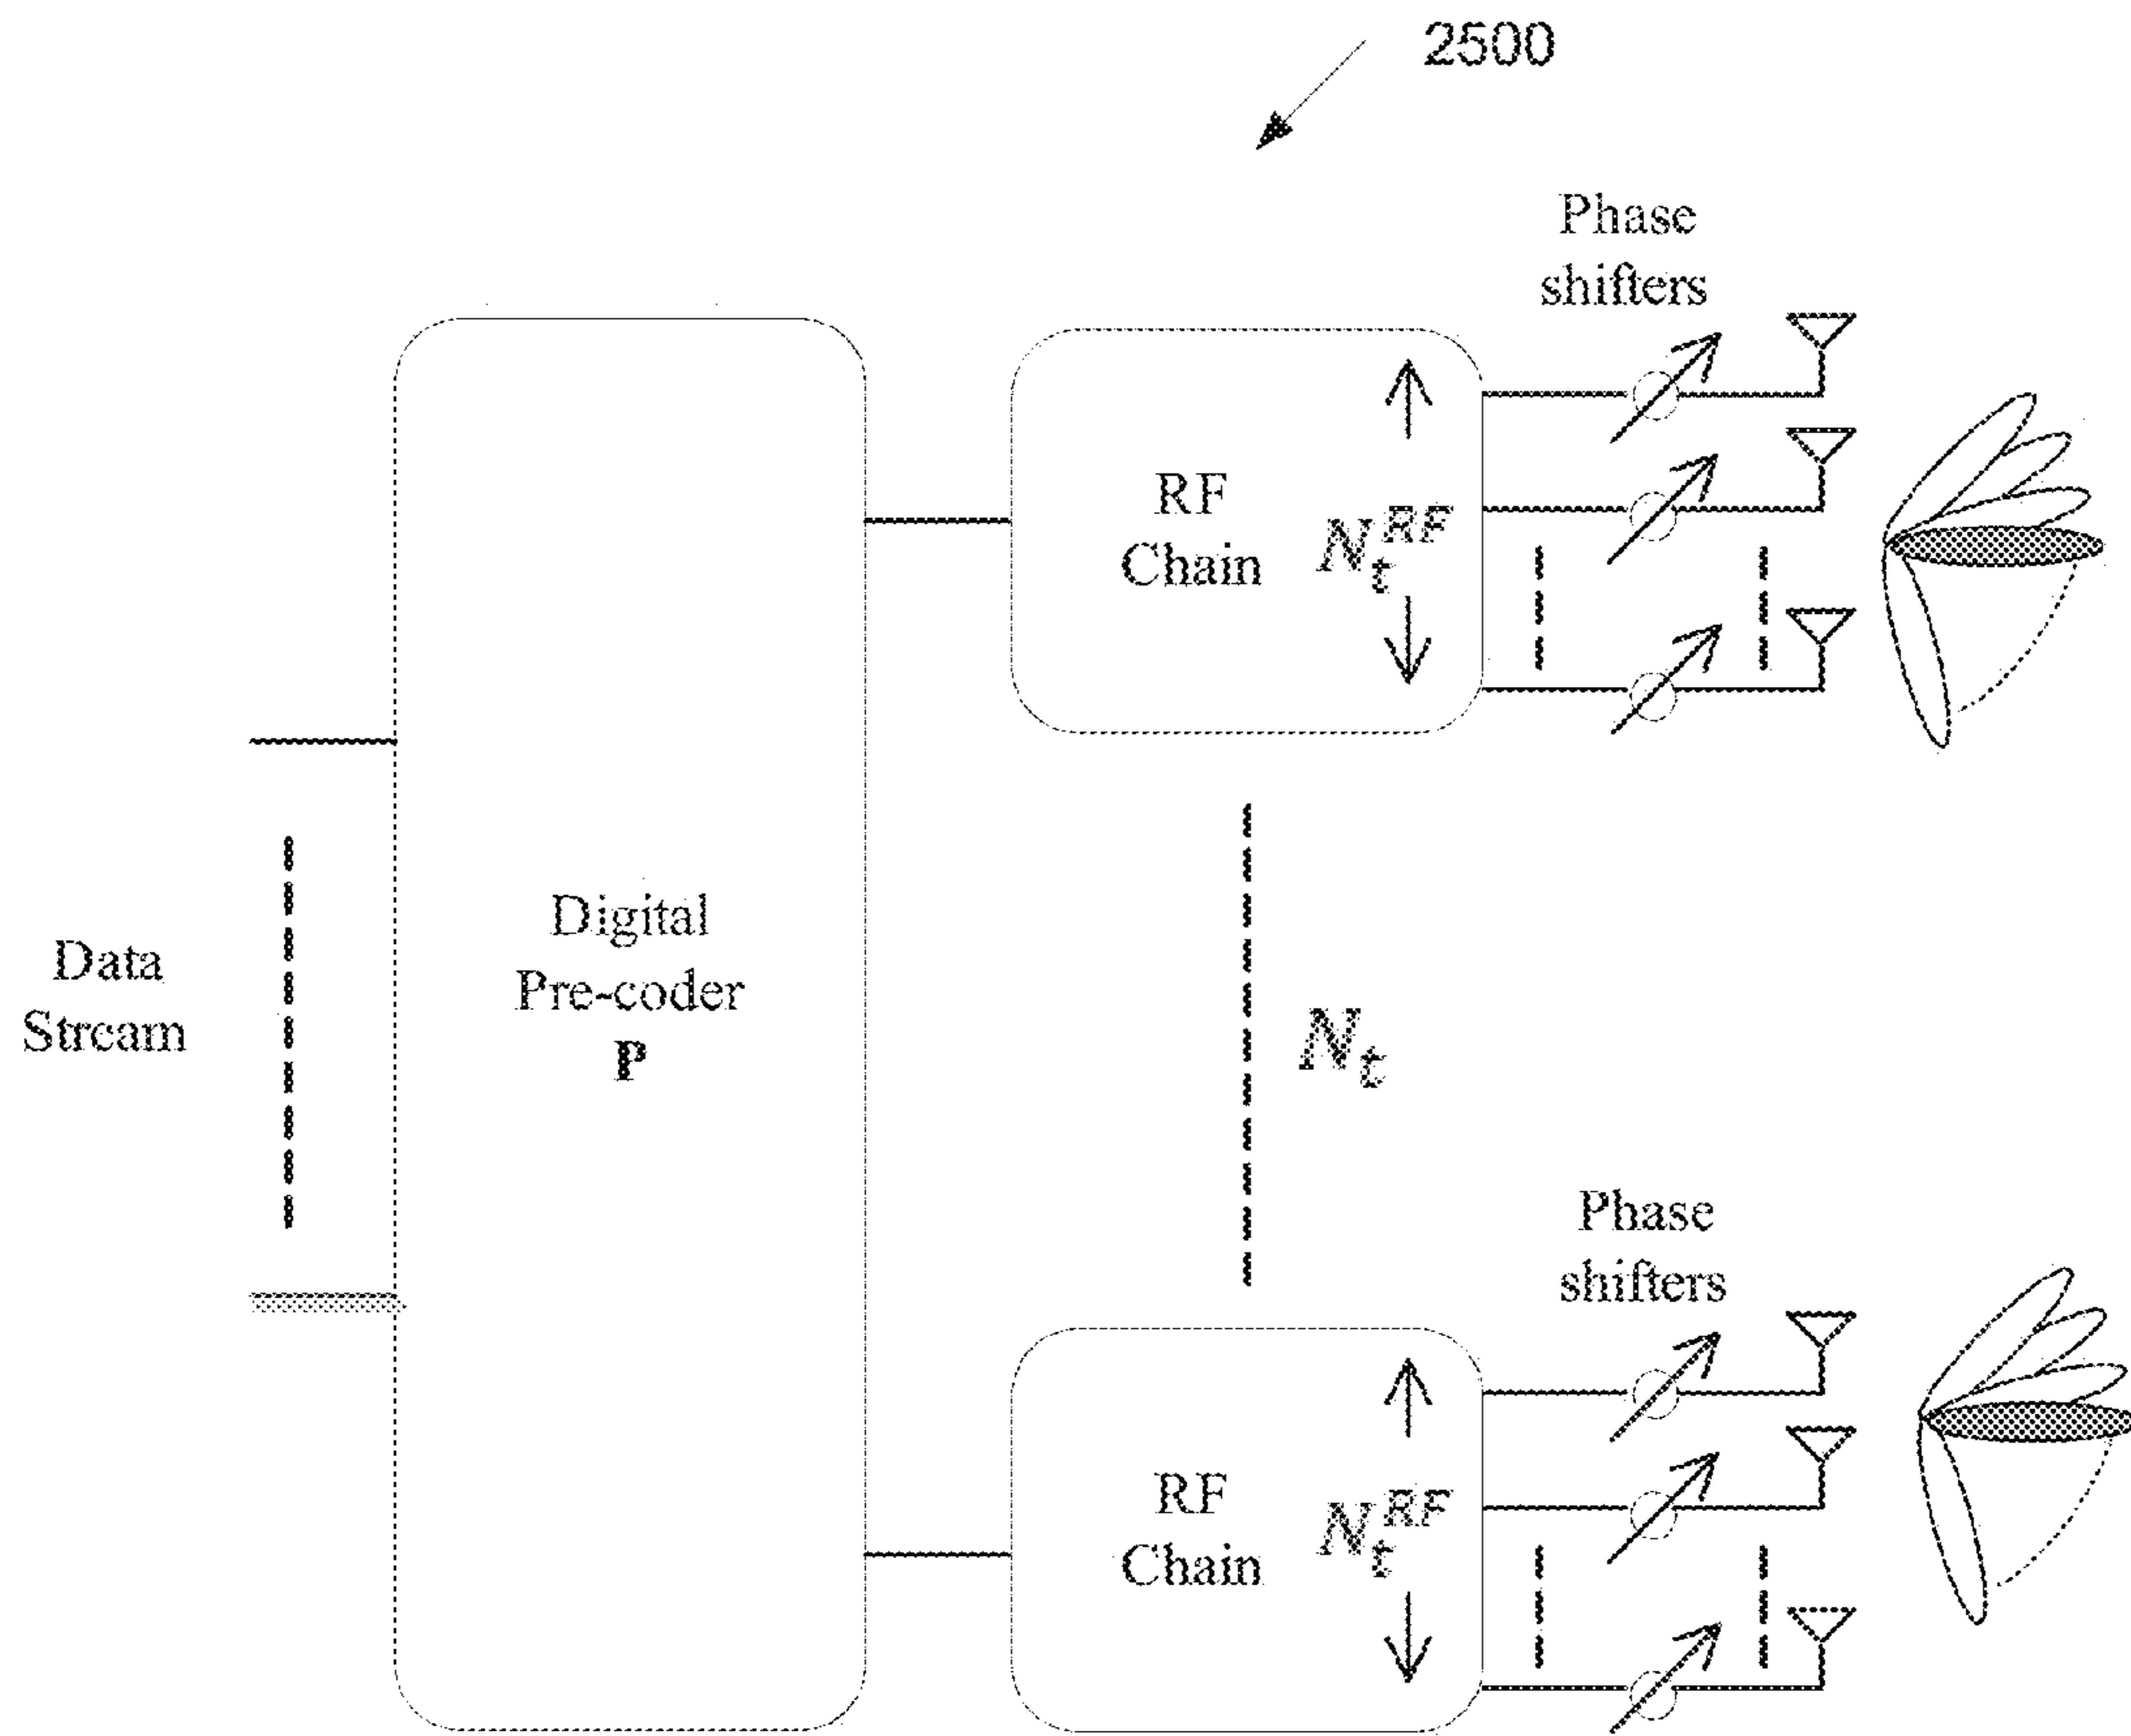 2500
Phase
shifters
RF
Chain
N_t^{RF}
Data
Stream
Digital
Pre-coder
P
N_t
Phase
shifters
RF
Chain
N_t^{RF}